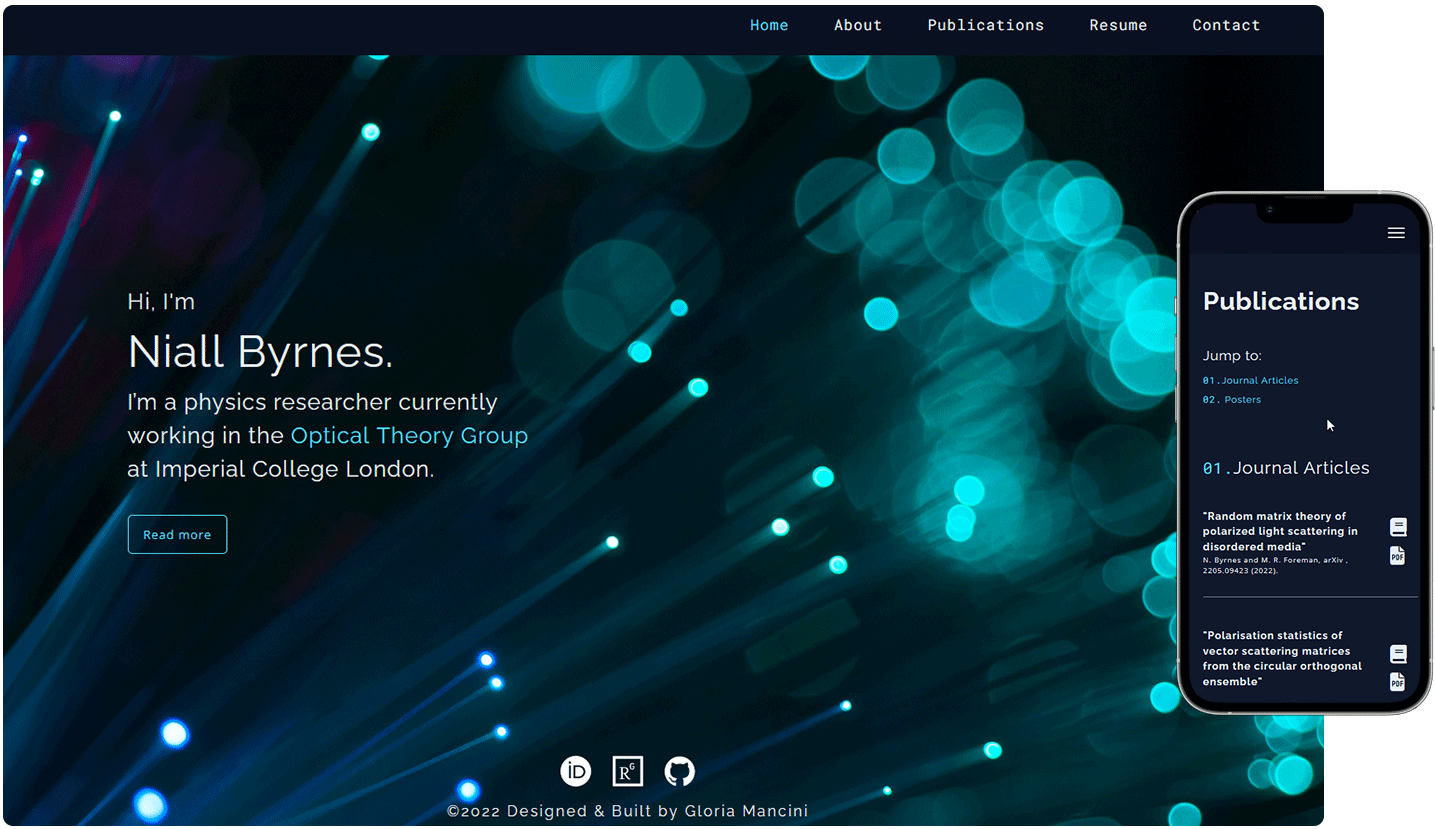 Home About Publications Resume Contact
Hi, I'm
Niall Byrnes.
I'm a physics researcher currently
working in the Optical Theory Group
at Imperial College London.
Read more
iD RG
©2022 Designed & Built by Gloria Mancini
Publications
Jump to:
01.Journal Articles
02. Posters
01.Journal Articles
"Random matrix theory of
polarized light scattering in
disordered media"
N. Byrnes and M. R. Foreman, arXiv ,
2205.09423 (2022).
PDF
"Polarisation statistics of
vector scattering matrices
from the circular orthogonal
ensemble"
PDF